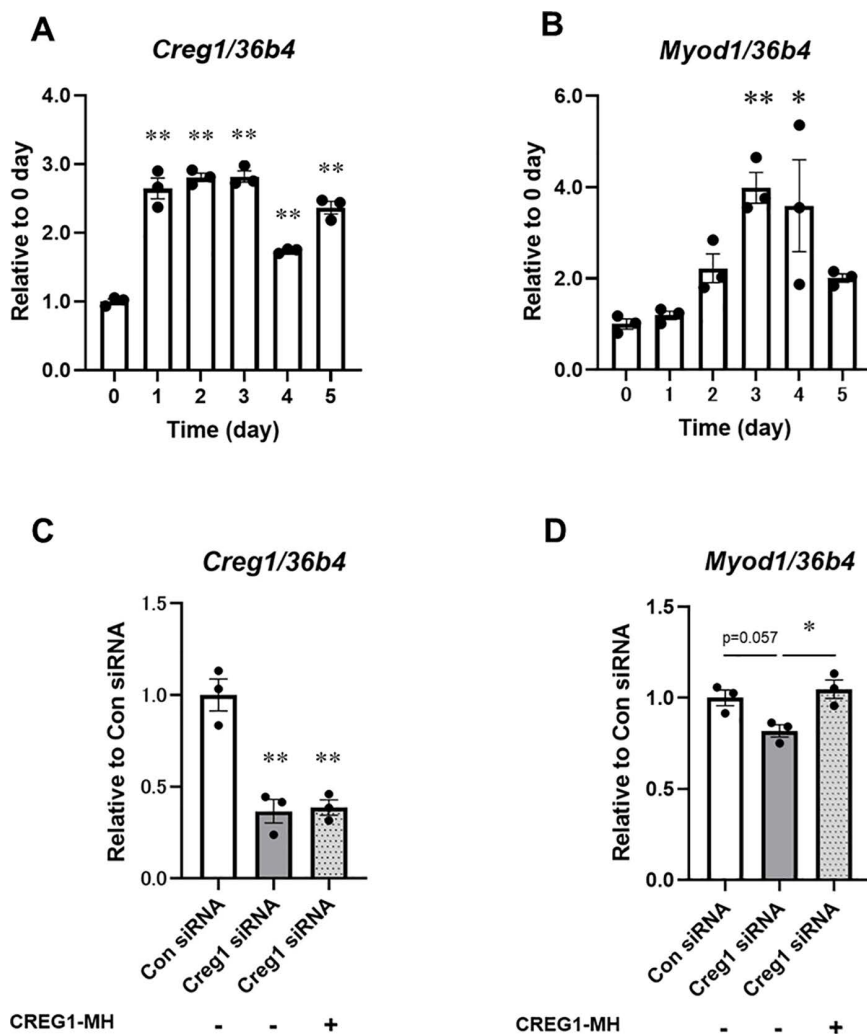 A
Creg1/36b4
Relative to 0 day
4.0
3.0
2.0
1.0
0.0
** ** ** ** **
0 1 2 3 4 5
Time (day)
B
Myod1/36b4
Relative to 0 day
6.0
4.0
2.0
0.0
** *
0 1 2 3 4 5
Time (day)
C
Creg1/36b4
Relative to Con siRNA
1.5
1.0
0.5
0.0
** **
Con siRNA
Creg1 siRNA
Creg1 siRNA
CREG1-MH - - +
D
Myod1/36b4
Relative to Con siRNA
1.5
1.0
0.5
0.0
p=0.057 *
Con siRNA
Creg1 siRNA
Creg1 siRNA
CREG1-MH - - +